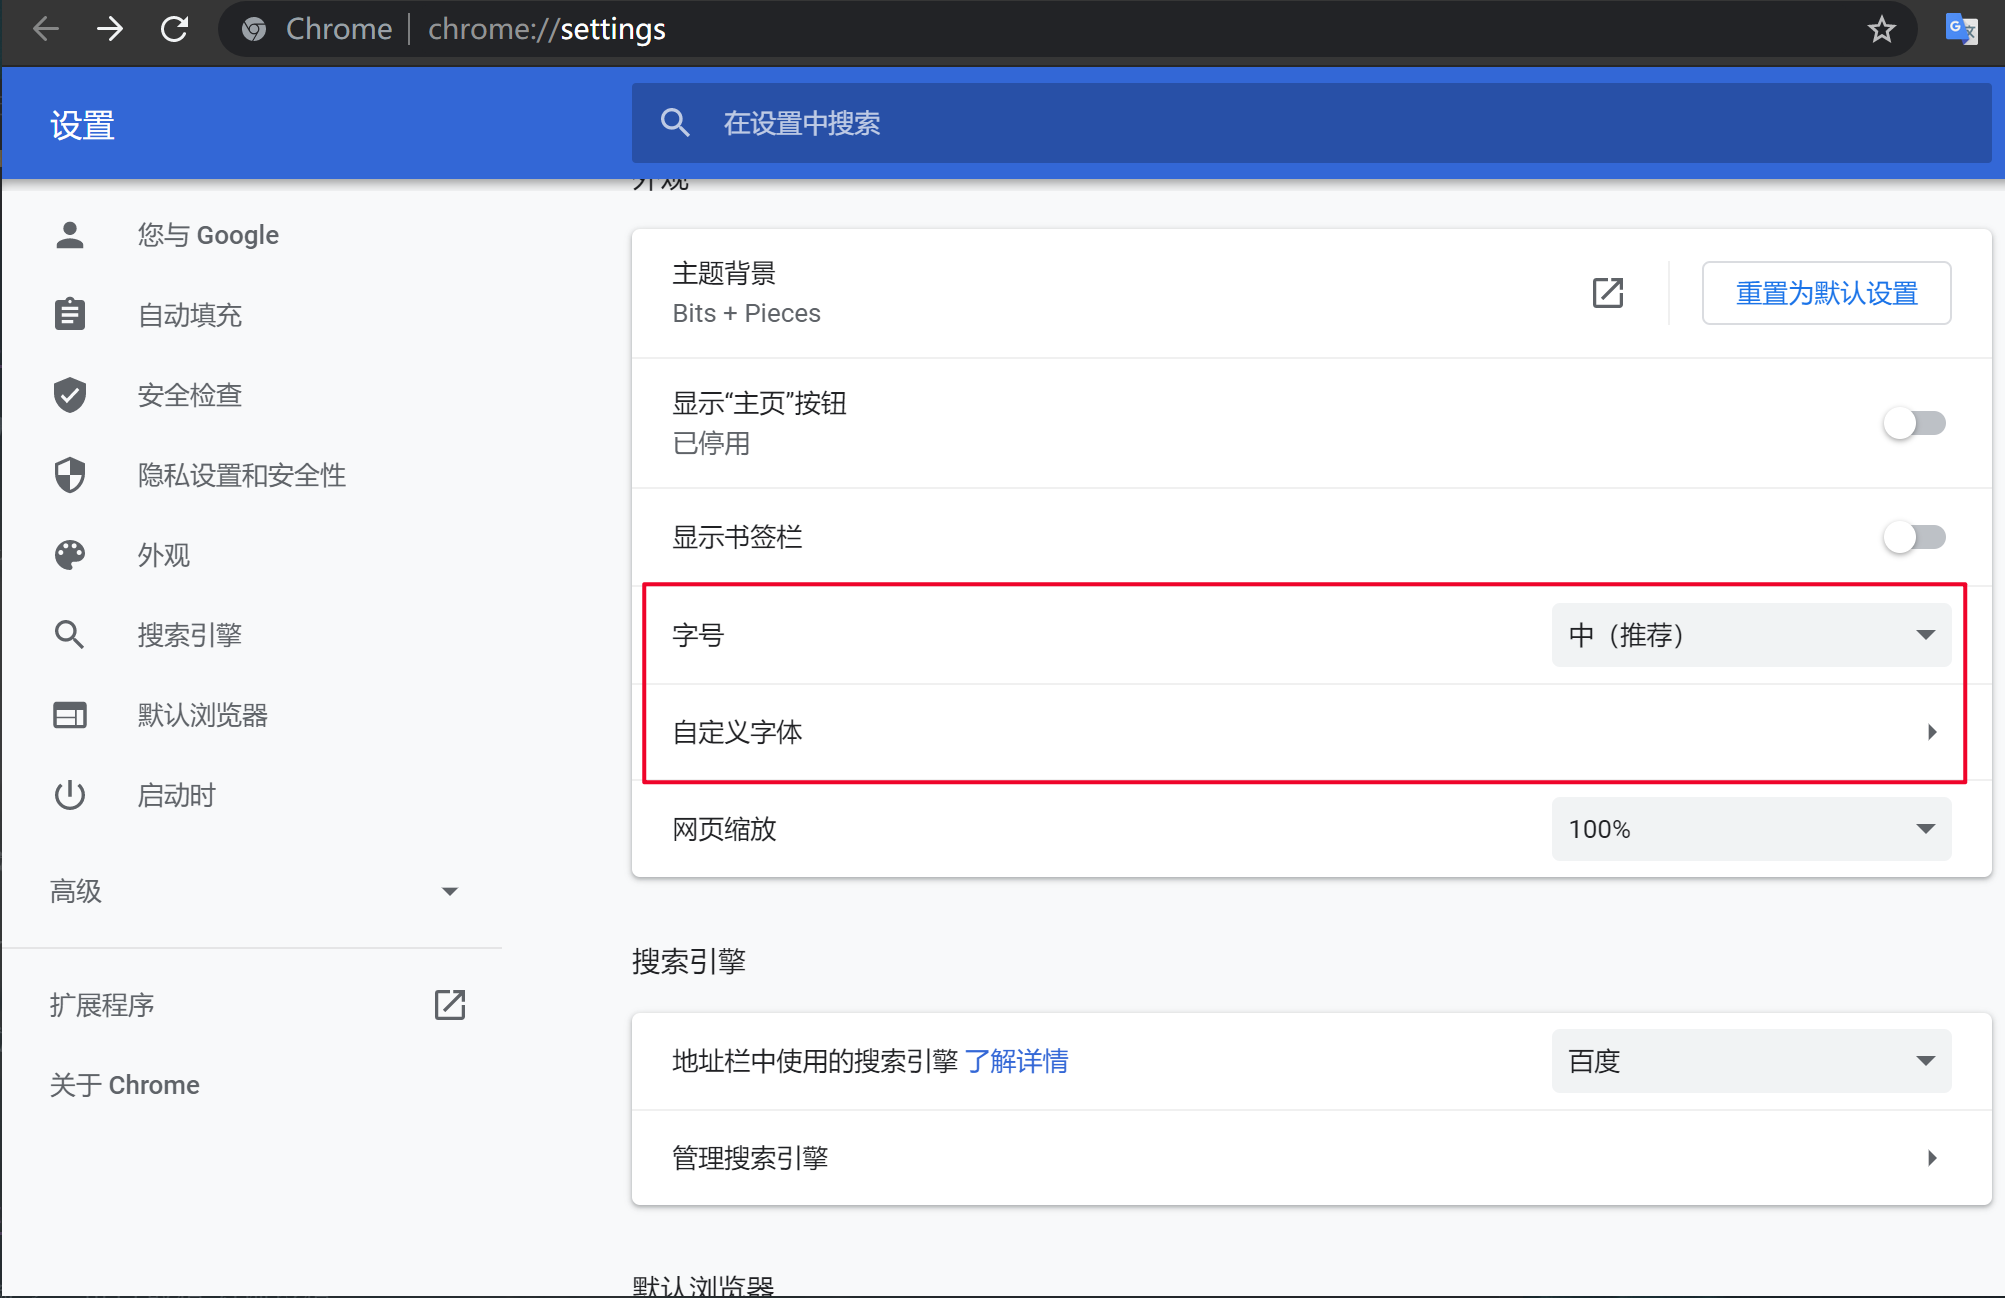 Chrome | chrome://settings
设置
在设置中搜索
外观
您与 Google
自动填充
安全检查
隐私设置和安全性
外观
搜索引擎
默认浏览器
启动时
高级
扩展程序
关于 Chrome
主题背景
Bits + Pieces
重置为默认设置
显示“主页”按钮
已停用
显示书签栏
字号
中（推荐）
自定义字体
网页缩放
100%
搜索引擎
地址栏中使用的搜索引擎 了解详情
百度
管理搜索引擎
默认浏览器